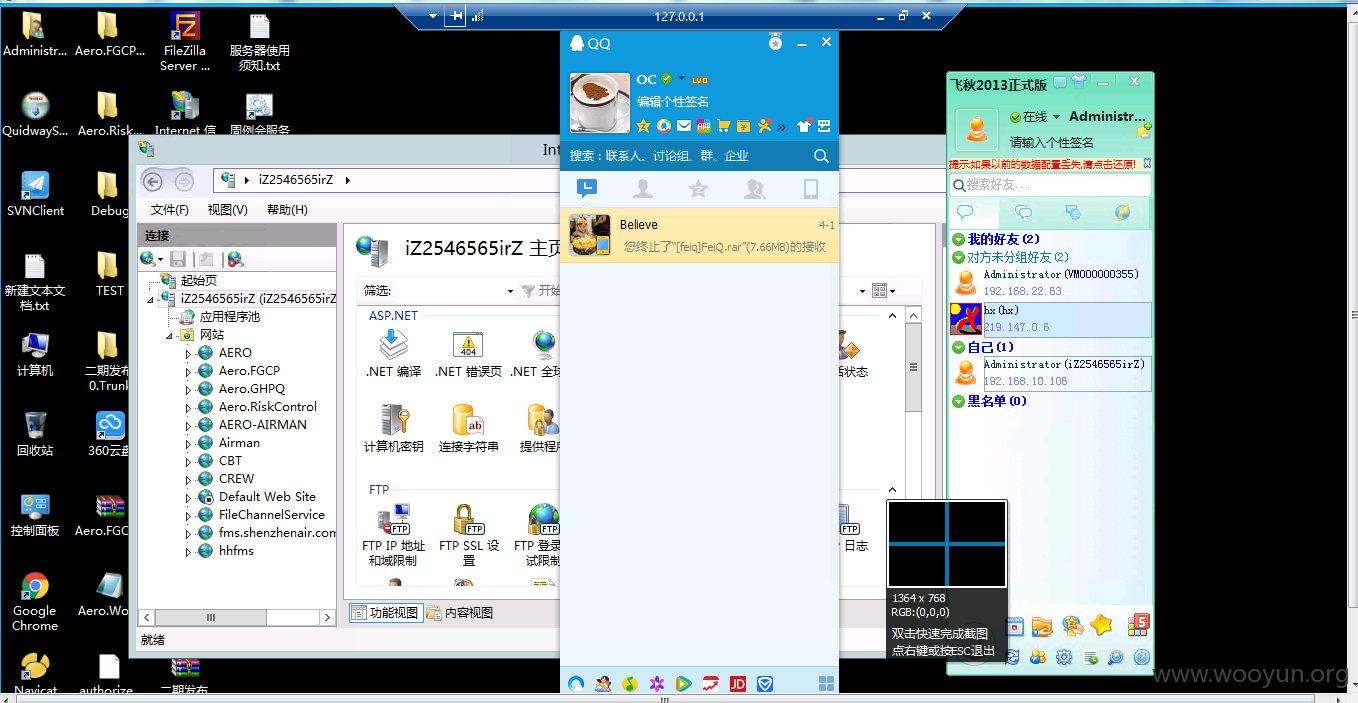 127.0.0.1
Administr...
Aero.FGCP...
FileZilla
Server ...
服务器使用
须知.txt
QuidwayS...
Aero.Risk...
Internet 信
周例会服务
SVNClient
Debug
新建文本文
档.txt
TEST
计算机
二期发布
0.Trunk
回收站
360云盘
控制面板
Aero.FGC
Google
Chrome
Aero.Wo
Navicat
authorize
二期发布
Int
iZ2546565irZ
文件(F)
视图(V)
帮助(H)
连接
起始页
iZ2546565irZ (iZ2546565irZ
应用程序池
网站
AERO
Aero.FGCP
Aero.GHPQ
Aero.RiskControl
AERO-AIRMAN
Airman
CBT
CREW
Default Web Site
FileChannelService
fms.shenzhenair.com
hhfms
就绪
iZ2546565irZ 主页
筛选:
开始
ASP.NET
.NET 编译
.NET 错误页
.NET 全球
话状态
计算机密钥
连接字符串
提供程序
FTP
FTP IP 地址
和域限制
FTP SSL 设
置
FTP 登录
试限制
日志
功能视图
内容视图
QQ
OC
LV0
编辑个性签名
搜索：联系人、讨论组、群、企业
Believe
4-1
您终止了“[feiq]FeiQ.rar”(7.66MB)的接收
飞秋2013正式版
在线
Administr...
请输入个性签名
提示:如果以前的数据配置丢失,请点击还原!
搜索好友...
我的好友(2)
对方未分组好友(2)
Administrator(VM000000355)
192.168.22.63
hx(hx)
219.147.0.6
自己(1)
Administrator(iZ2546565irZ)
192.168.10.106
黑名单(0)
1364 x 768
RGB:(0,0,0)
双击快速完成截图
点右键或按ESC退出
www.wooyun.org